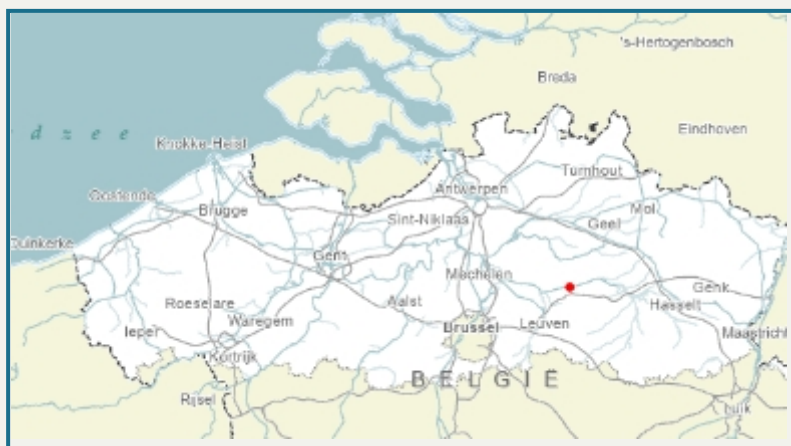 's-Hertogenbosch
Breda
d z e e
Eindhoven
Knokke-Heist
Turnhout
Antwerpen
Oostende
Mol
Brugge
Sint-Niklaas
Geel
Duinkerke
Gent
Mechelen
Genk
Roeselare
Aalst
Hasselt
Ieper
Waregem
Brussel
Leuven
Maastricht
Kortrijk
BELGIË
Rijsel
Luik